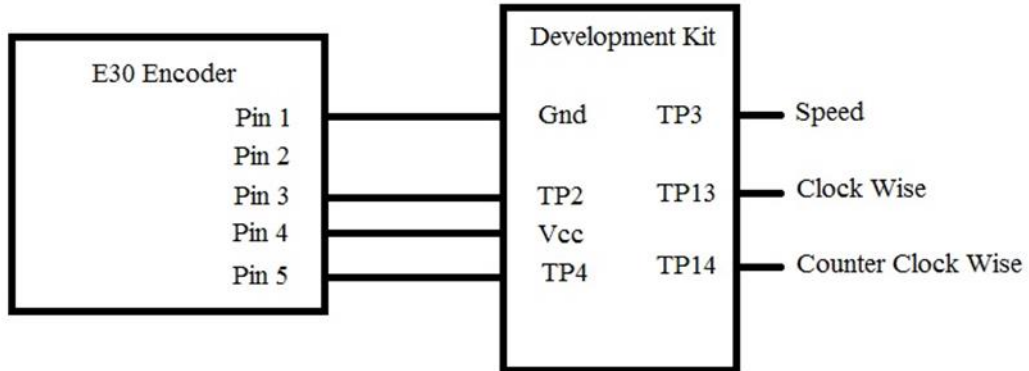 Development Kit
E30 Encoder
Pin 1
Gnd
TP3
Speed
Pin 2
Pin 3
TP2
TP13
Clock Wise
Pin 4
Vcc
Pin 5
TP4
TP14
Counter Clock Wise